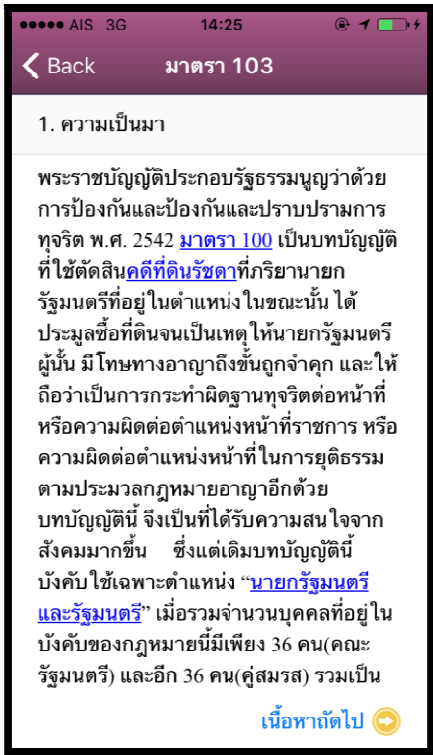 AIS 3G 14:25
Back มาตรา 103
1. ความเป็นมา
พระราชบัญญัติประกอบรัฐธรรมนูญว่าด้วย
การป้องกันและป้องกันและปราบปรามการ
ทุจริต พ.ศ. 2542 มาตรา 100 เป็นบทบัญญัติ
ที่ใช้ตัดสินคดีที่ดินรัชดาที่ภริยานายก
รัฐมนตรีที่อยู่ในตำแหน่งในขณะนั้น ได้
ประมูลซื้อที่ดินจนเป็นเหตุให้นายกรัฐมนตรี
ผู้นั้น มีโทษทางอาญาถึงขั้นถูกจำคุก และให้
ถือว่าเป็นการกระทำผิดฐานทุจริตต่อหน้าที่
หรือความผิดต่อตำแหน่งหน้าที่ราชการ หรือ
ความผิดต่อตำแหน่งหน้าที่ในการยุติธรรม
ตามประมวลกฎหมายอาญาอีกด้วย
บทบัญญัตินี้ จึงเป็นที่ได้รับความสนใจจาก
สังคมมากขึ้น ซึ่งแต่เดิมบทบัญญัตินี้
บังคับใช้เฉพาะตำแหน่ง “นายกรัฐมนตรี
และรัฐมนตรี” เมื่อรวมจำนวนบุคคลที่อยู่ใน
บังคับของกฎหมายนี้มีเพียง 36 คน(คณะ
รัฐมนตรี) และอีก 36 คน(คู่สมรส) รวมเป็น
เนื้อหาถัดไป